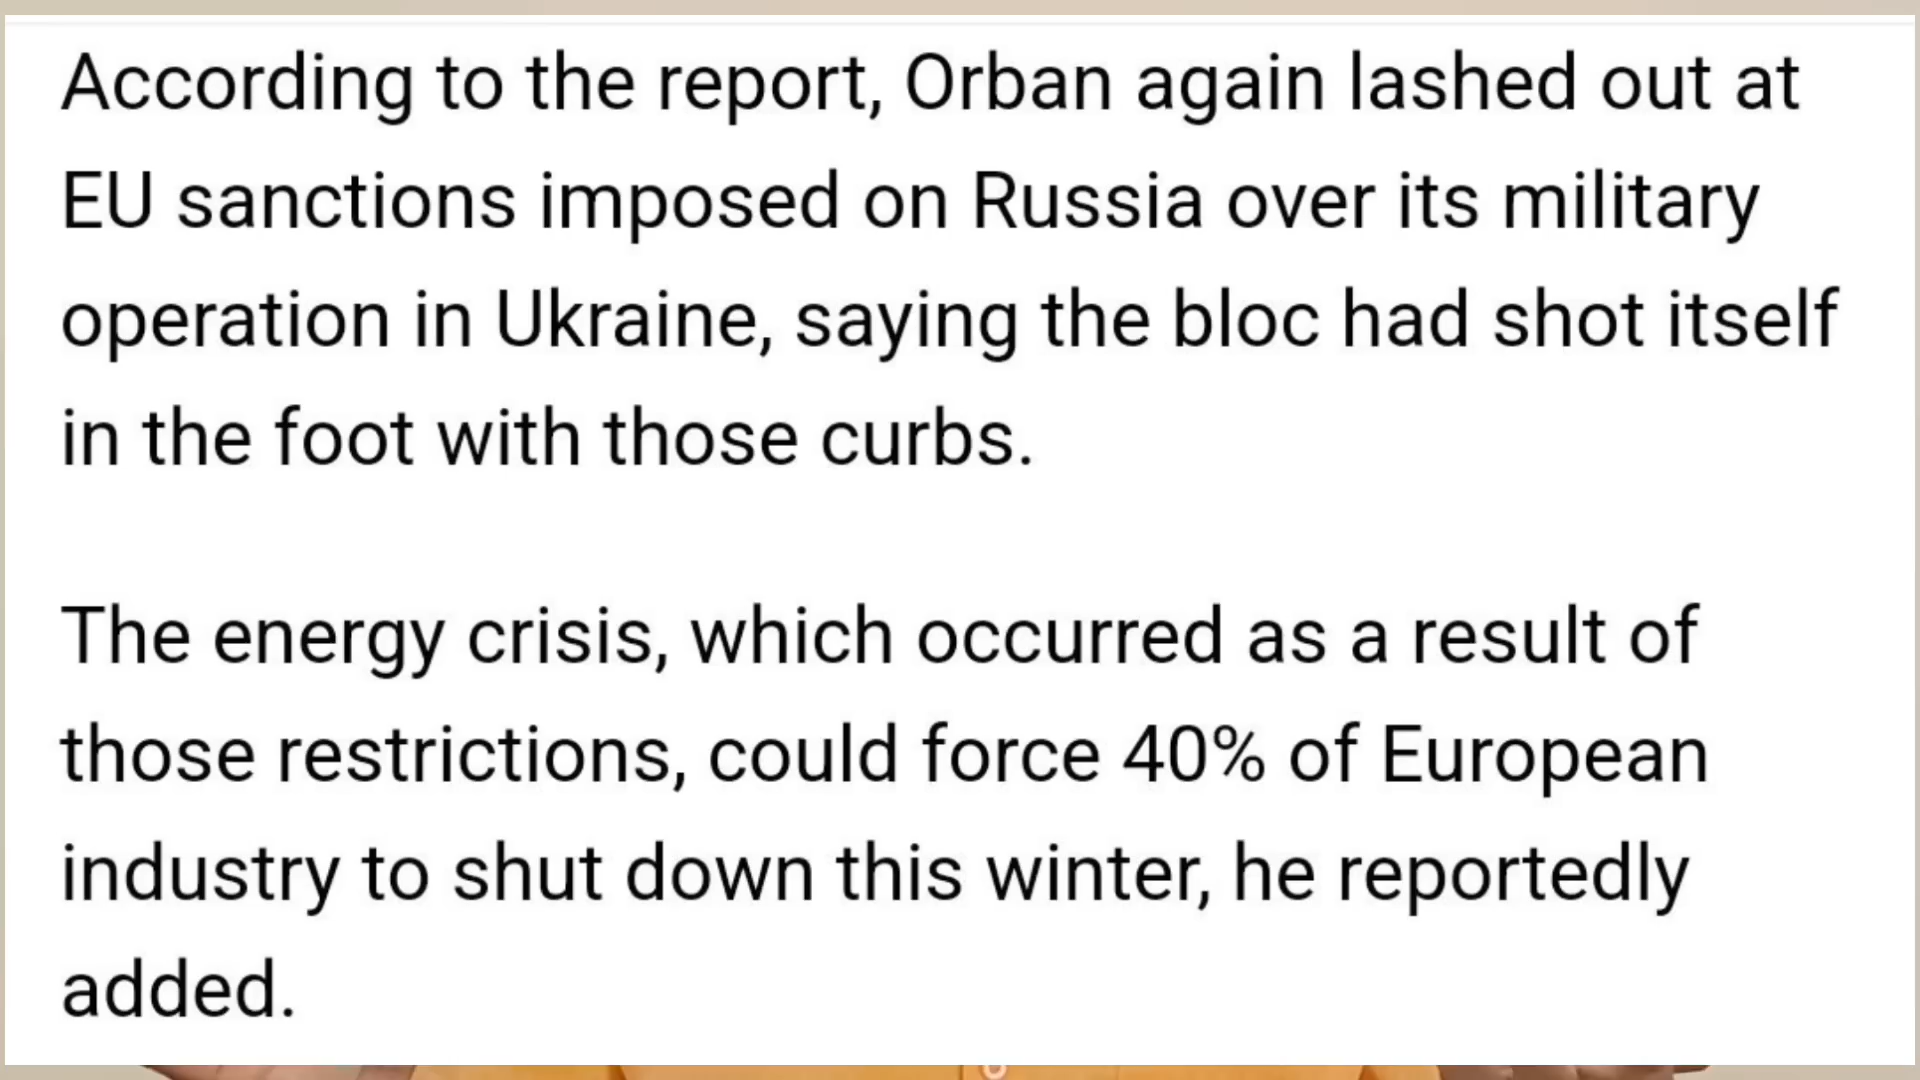 According to the report, Orban again lashed out at
EU sanctions imposed on Russia over its military
operation in Ukraine, saying the bloc had shot itself
in the foot with those curbs.
The energy crisis, which occurred as a result of
those restrictions, could force 40% of European
industry to shut down this winter, he reportedly
added.